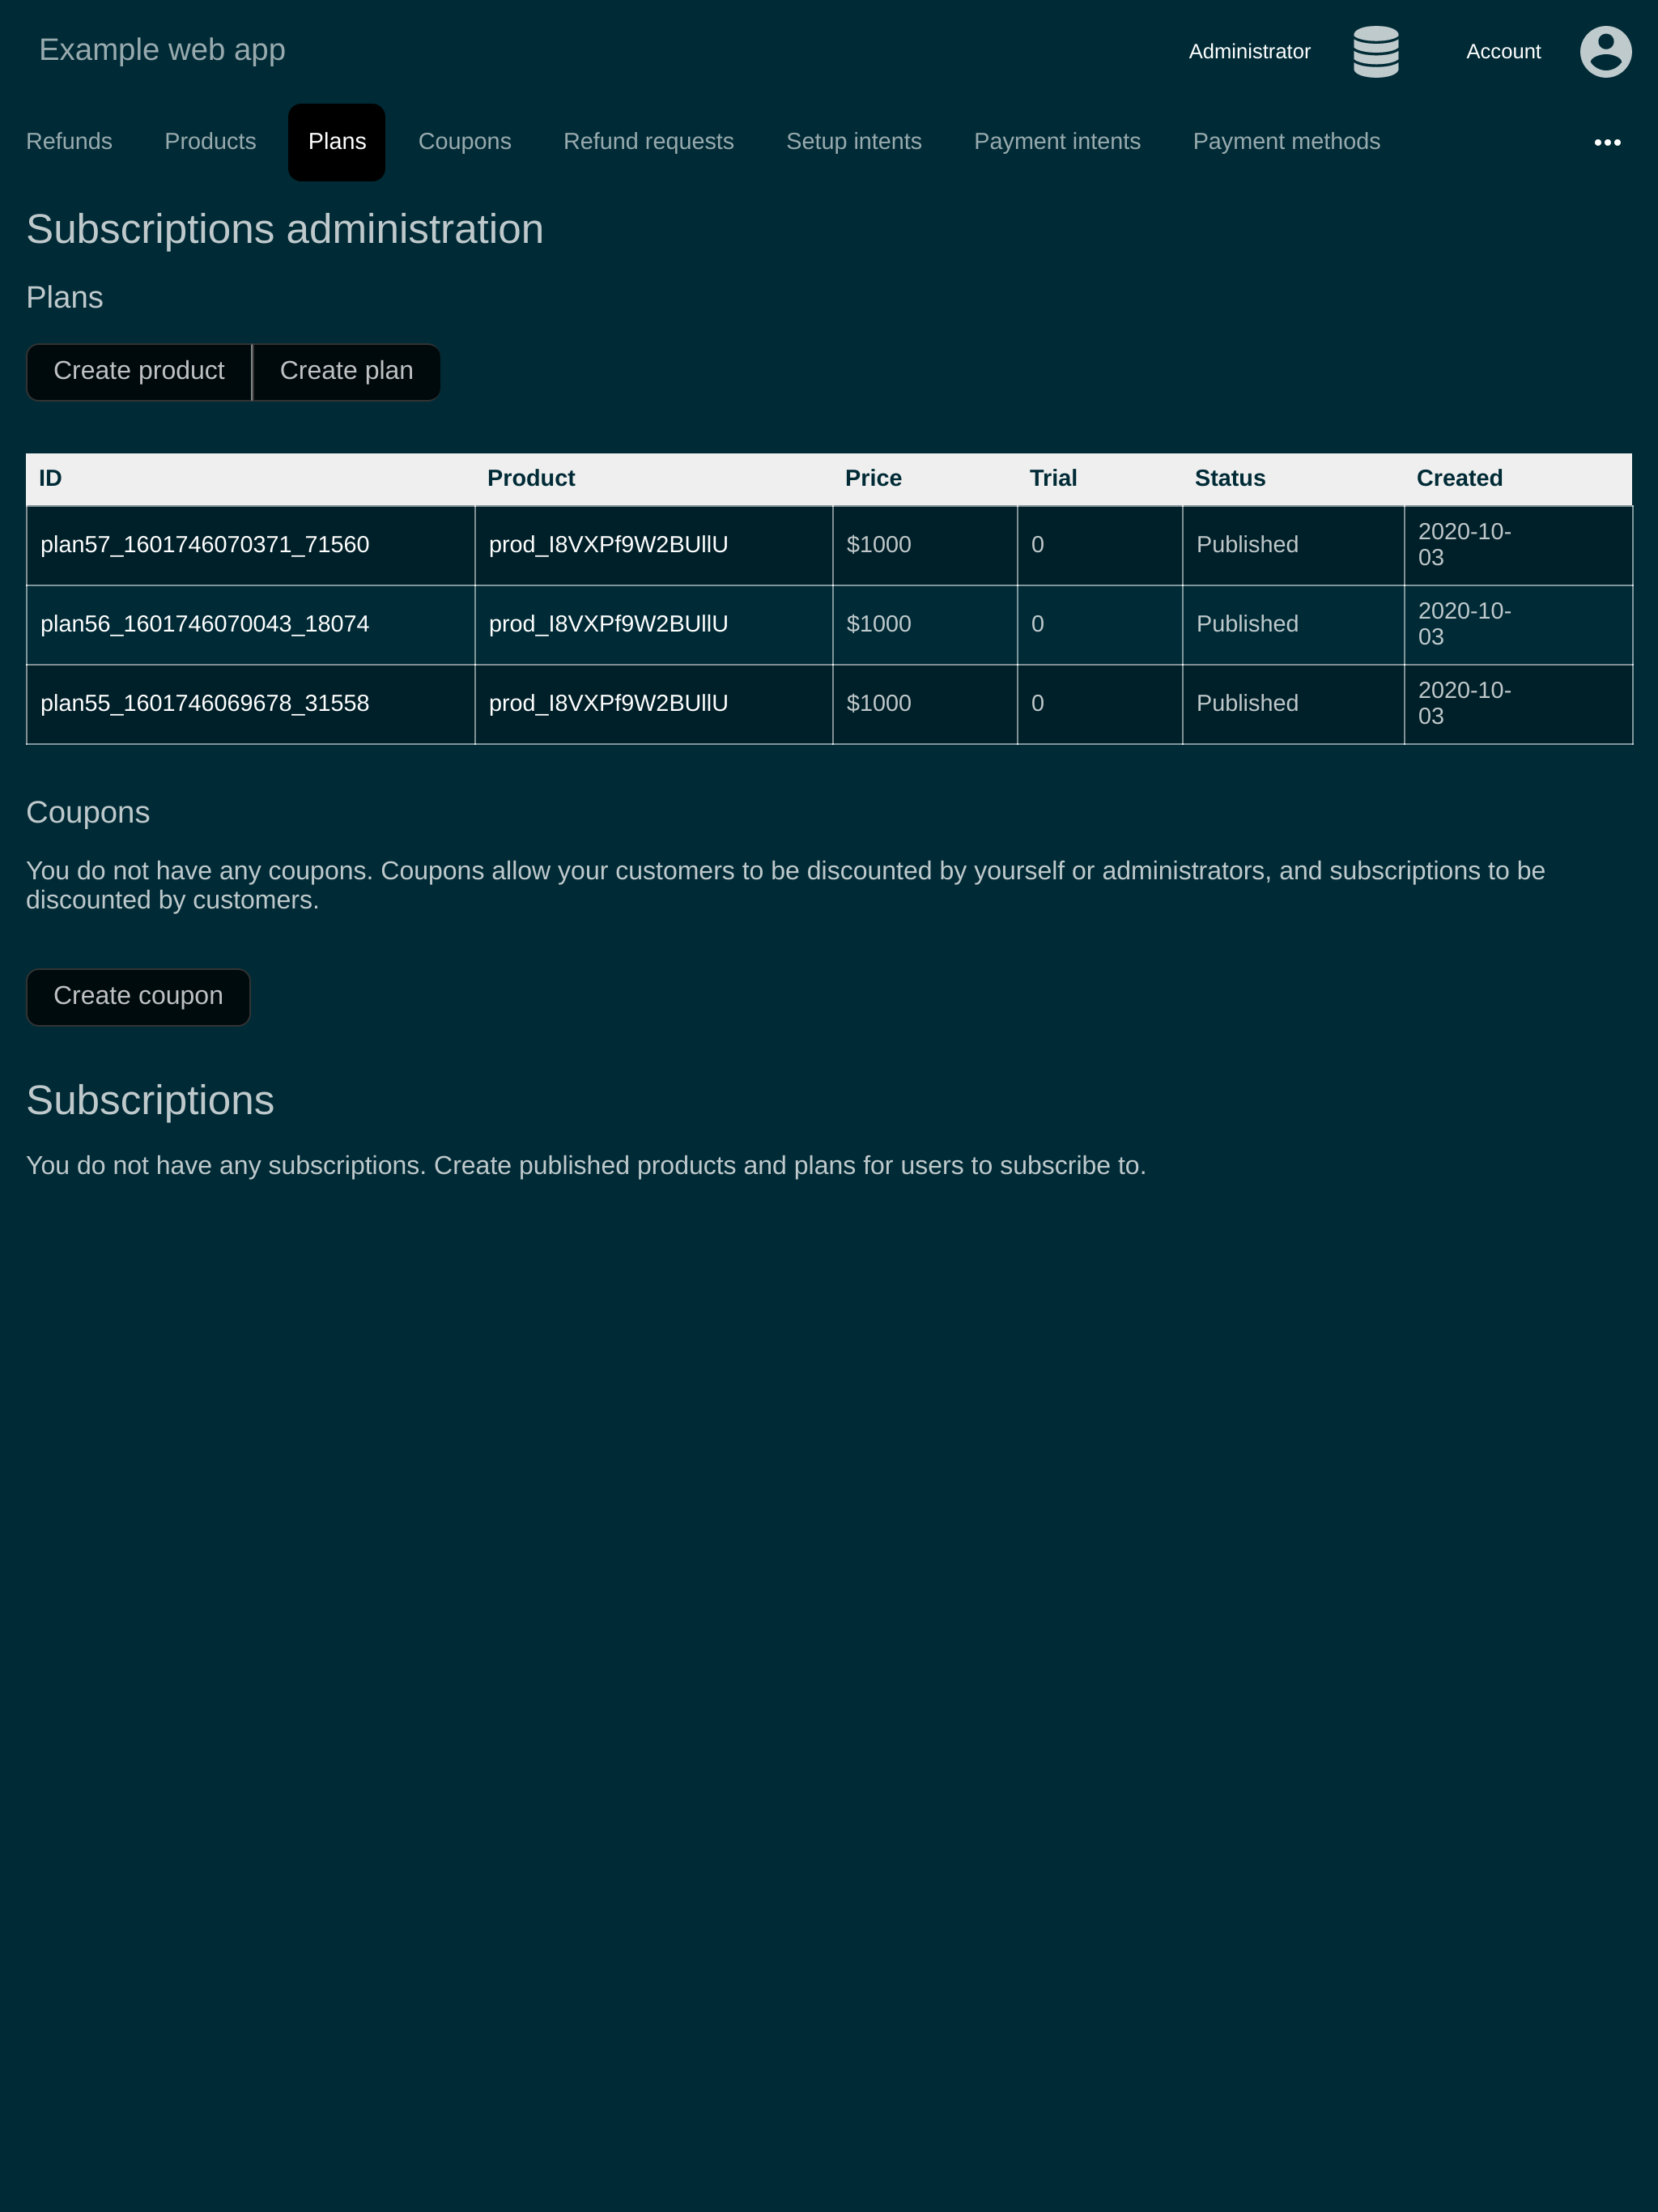 Example web app
Administrator
Account
Refunds Products Plans Coupons Refund requests Setup intents Payment intents Payment methods
Subscriptions administration
Plans
Create product Create plan
ID Product Price Trial Status Created
plan57_1601746070371_71560 prod_I8VXPf9W2BUllU $1000 0 Published 2020-10-
03
plan56_1601746070043_18074 prod_I8VXPf9W2BUllU $1000 0 Published 2020-10-
03
plan55_1601746069678_31558 prod_I8VXPf9W2BUllU $1000 0 Published 2020-10-
03
Coupons
You do not have any coupons. Coupons allow your customers to be discounted by yourself or administrators, and subscriptions to be
discounted by customers.
Create coupon
Subscriptions
You do not have any subscriptions. Create published products and plans for users to subscribe to.